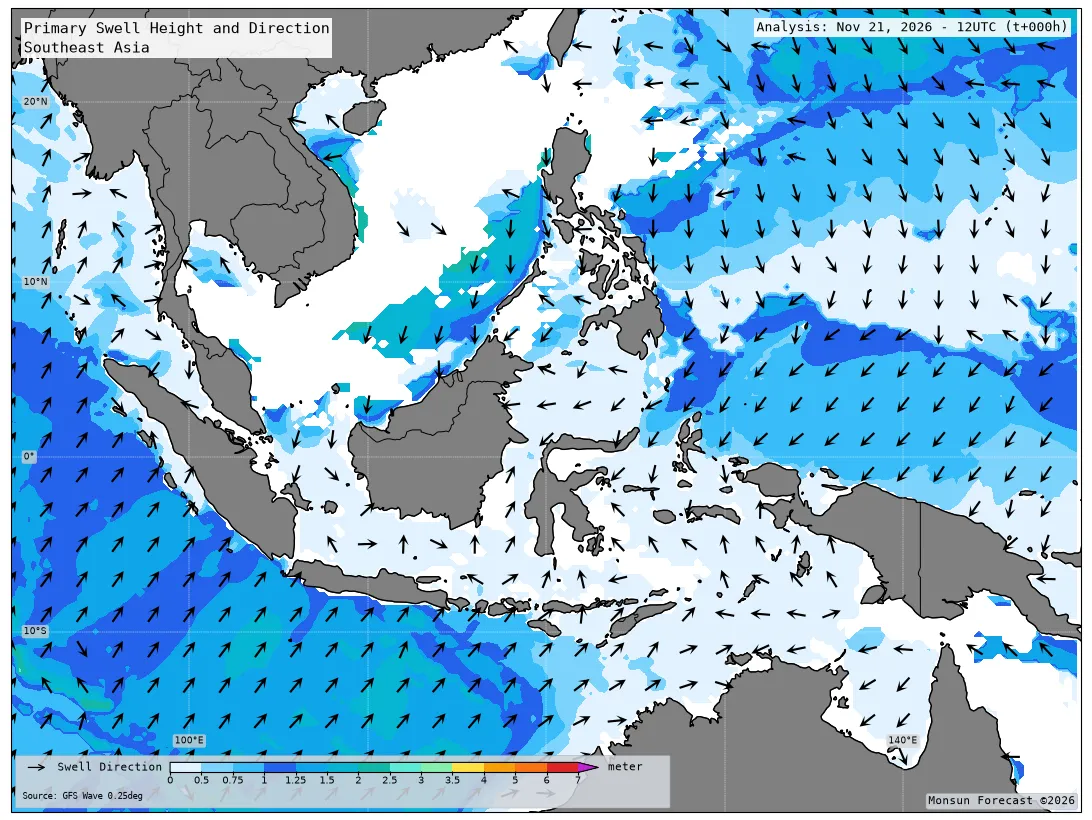 Primary Swell Height and Direction
Southeast Asia
Analysis: Nov 21, 2026 - 12UTC (t+000h)
20°N
10°N
0°
10°S
100°E
140°E
Swell Direction
meter
0 0.5 0.75 1 1.25 1.5 2 2.5 3 3.5 4 5 6 7
Source: GFS Wave 0.25deg
Monsun Forecast ©2026